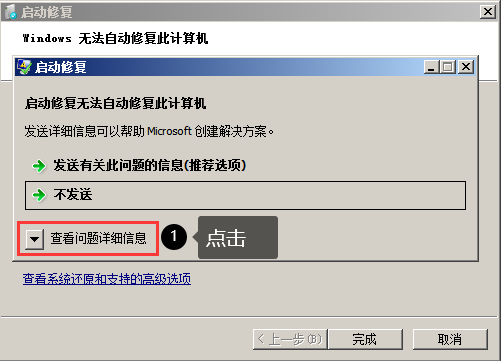 启动修复
Windows 无法自动修复此计算机
启动修复
启动修复无法自动修复此计算机
发送详细信息可以帮助 Microsoft 创建解决方案。
发送有关此问题的信息(推荐选项)
不发送
查看问题详细信息
1
点击
查看系统还原和支持的高级选项
< 上一步(B)
完成
取消